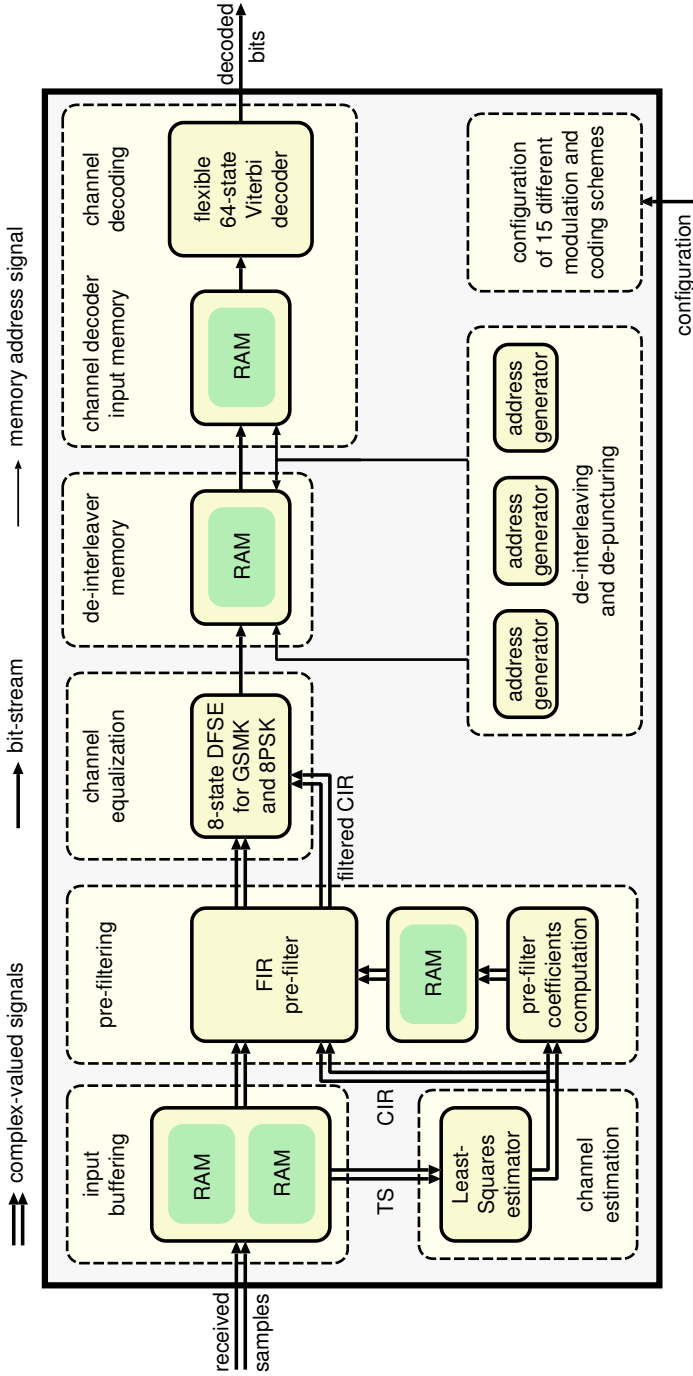 complex-valued signals
bit-stream
memory address signal
input
buffering
RAM
RAM
received
samples
TS
Least-
Squares
estimator
channel
estimation
CIR
pre-filtering
FIR
pre-filter
RAM
pre-filter
coefficients
computation
channel
equalization
8-state DFSE
for GSMK
and 8PSK
filtered CIR
de-interleaver
memory
RAM
channel decoder
input memory
RAM
channel
decoding
flexible
64-state
Viterbi
decoder
decoded
bits
address
generator
address
generator
address
generator
de-interleaving
and de-puncturing
configuration
of 15 different
modulation and
coding schemes
configuration